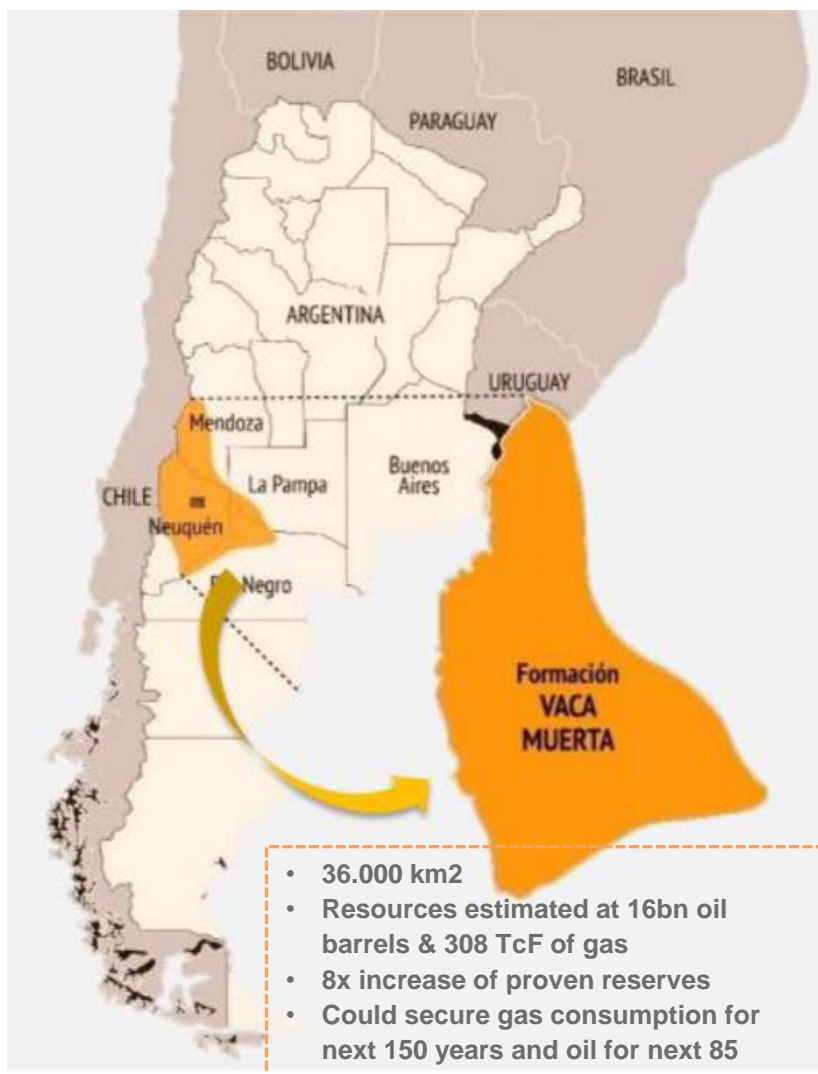 BOLIVIA
BRASIL
PARAGUAY
ARGENTINA
URUGUAY
Mendoza
Buenos
Aires
La Pampa
CHILE
Neuquén
Negro
Formación
VACA
MUERTA
• 36.000 km2
• Resources estimated at 16bn oil
barrels & 308 TcF of gas
• 8x increase of proven reserves
• Could secure gas consumption for
next 150 years and oil for next 85